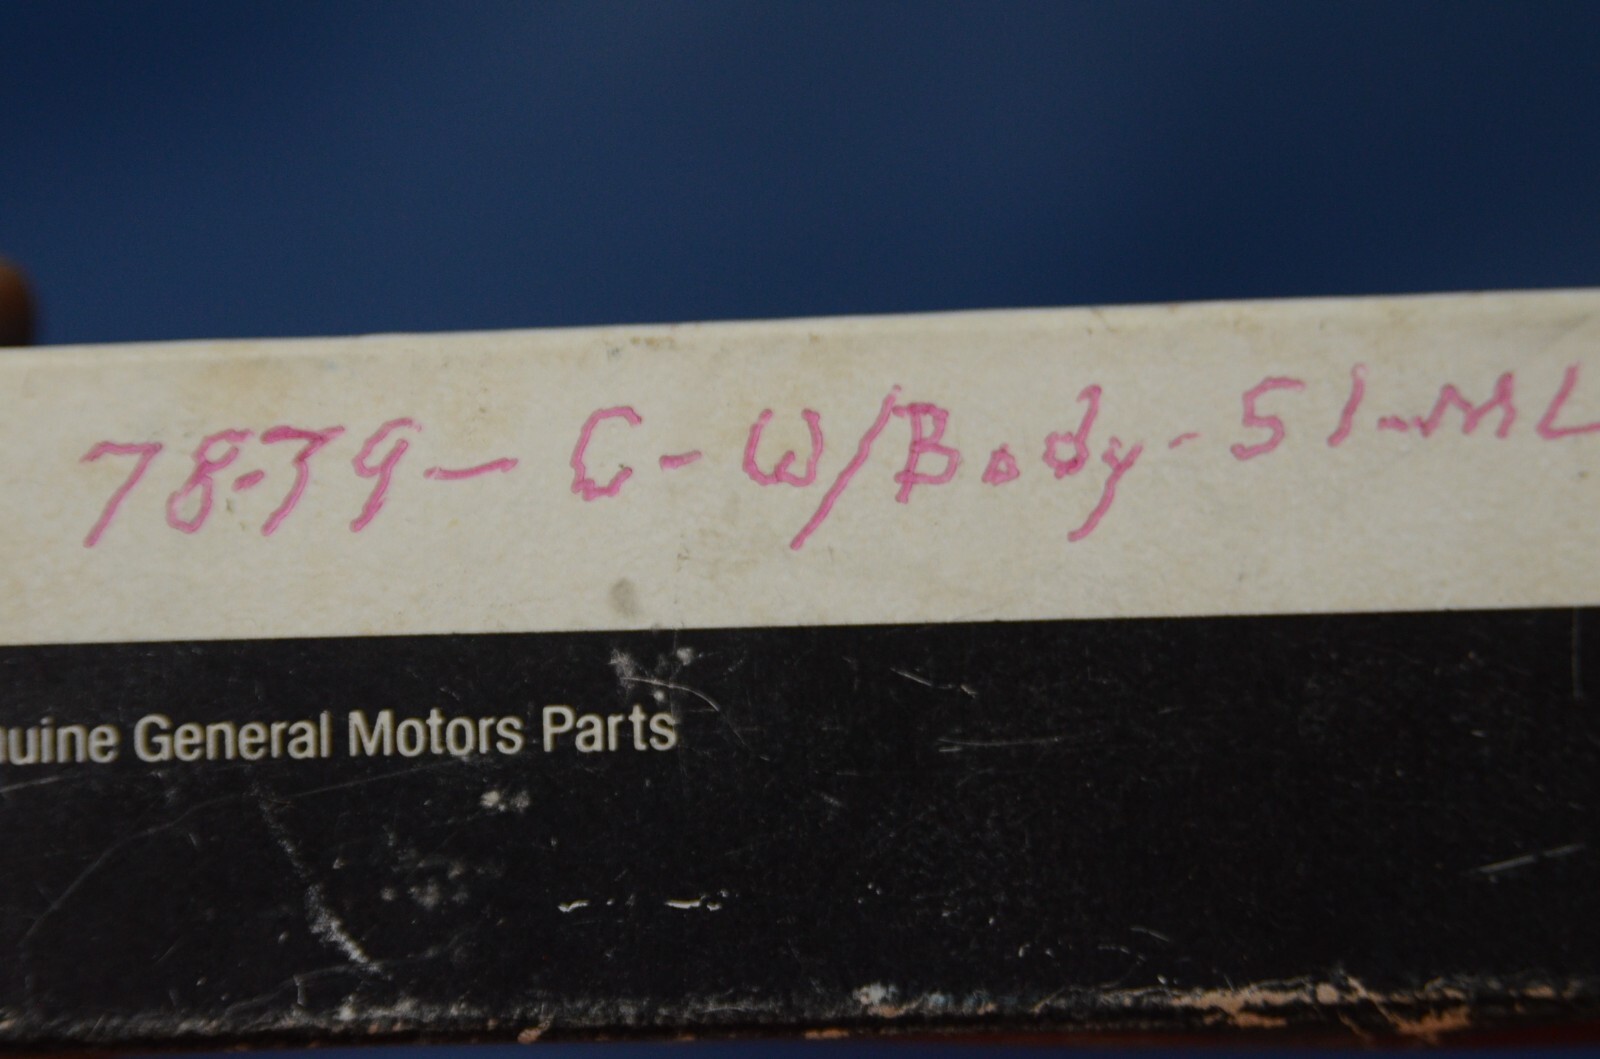 78-79 - C - W/Body - 51-ML
uine General Motors Parts